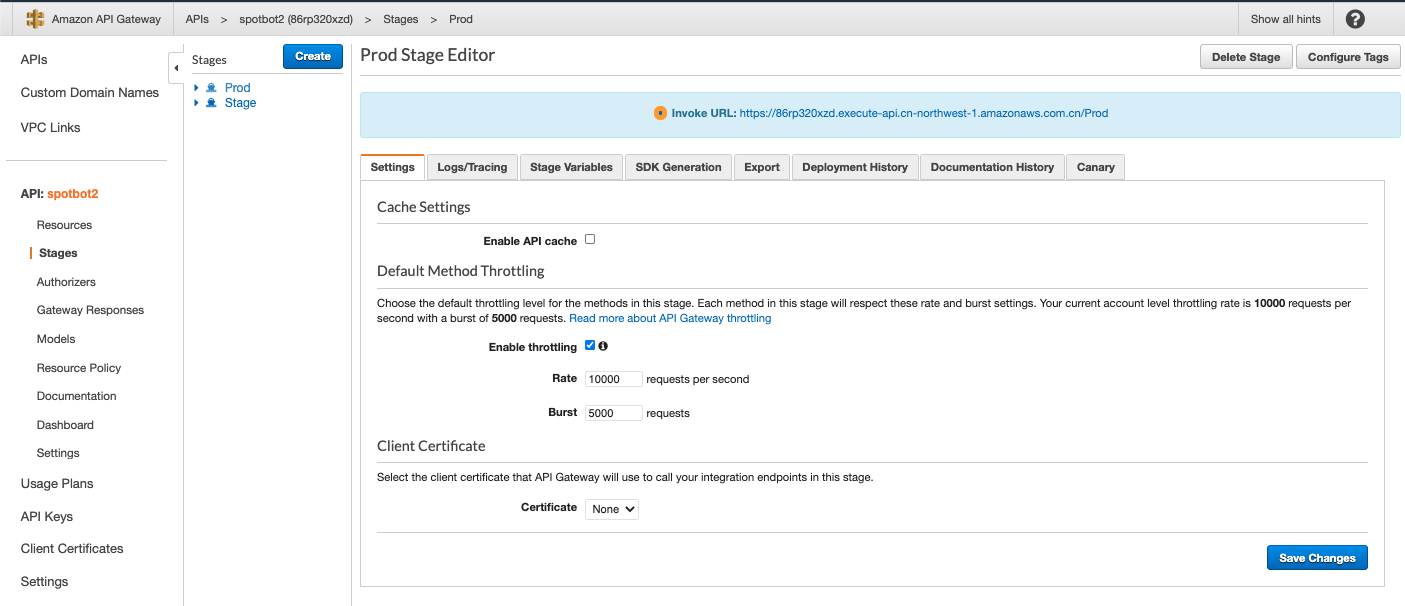 Amazon API Gateway APIs > spotbot2 (86rp320xzd) > Stages > Prod Show all hints ?
APIs
Custom Domain Names
VPC Links
API: spotbot2
Resources
Stages
Authorizers
Gateway Responses
Models
Resource Policy
Documentation
Dashboard
Settings
Usage Plans
API Keys
Client Certificates
Settings
Stages Create
Prod
Stage
Prod Stage Editor Delete Stage Configure Tags
Invoke URL: https://86rp320xzd.execute-api.cn-northwest-1.amazonaws.com.cn/Prod
Settings Logs/Tracing Stage Variables SDK Generation Export Deployment History Documentation History Canary
Cache Settings
Enable API cache
Default Method Throttling
Choose the default throttling level for the methods in this stage. Each method in this stage will respect these rate and burst settings. Your current account level throttling rate is 10000 requests per
second with a burst of 5000 requests. Read more about API Gateway throttling
Enable throttling
Rate 10000 requests per second
Burst 5000 requests
Client Certificate
Select the client certificate that API Gateway will use to call your integration endpoints in this stage.
Certificate None
Save Changes